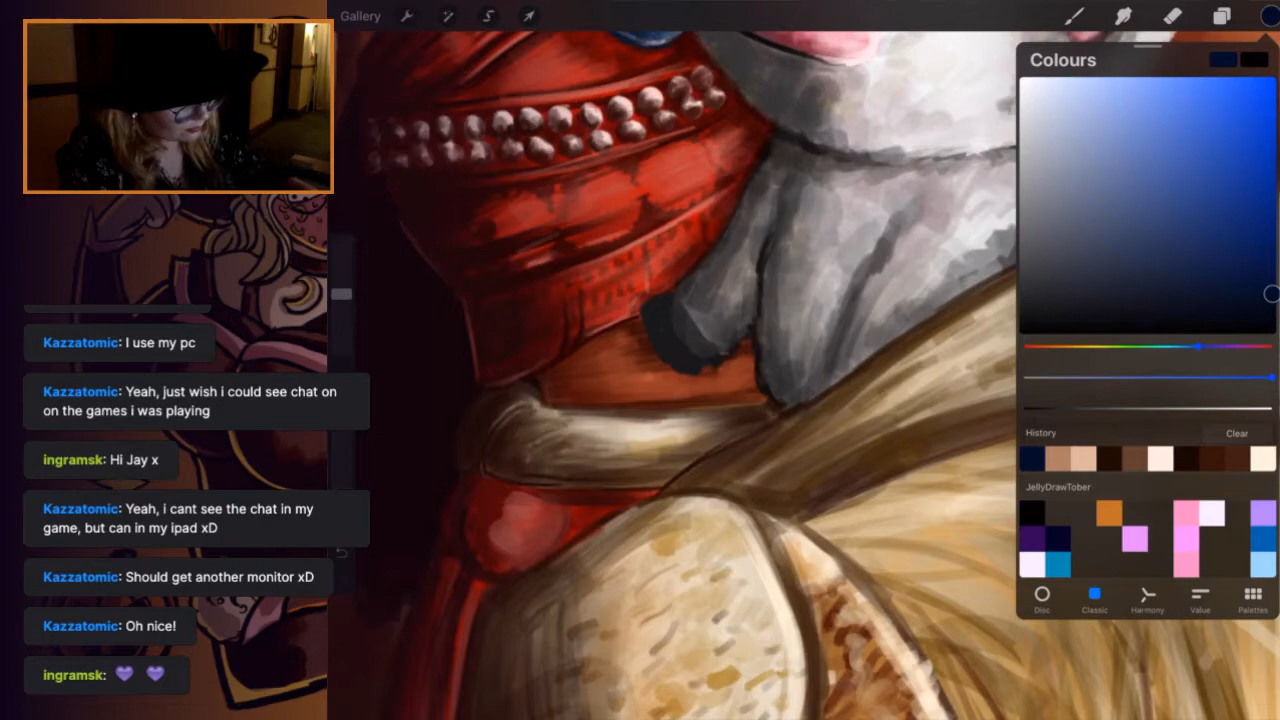 Gallery
Colours
Kazzatomic: I use my pc
Kazzatomic: Yeah, just wish i could see chat on
on the games i was playing
ingramsk: Hi Jay x
Kazzatomic: Yeah, i cant see the chat in my
game, but can in my ipad xD
Kazzatomic: Should get another monitor xD
Kazzatomic: Oh nice!
ingramsk: 💜 💜
History
Clear
JellyDrawTober
Disc
Classic
Harmony
Value
Palettes